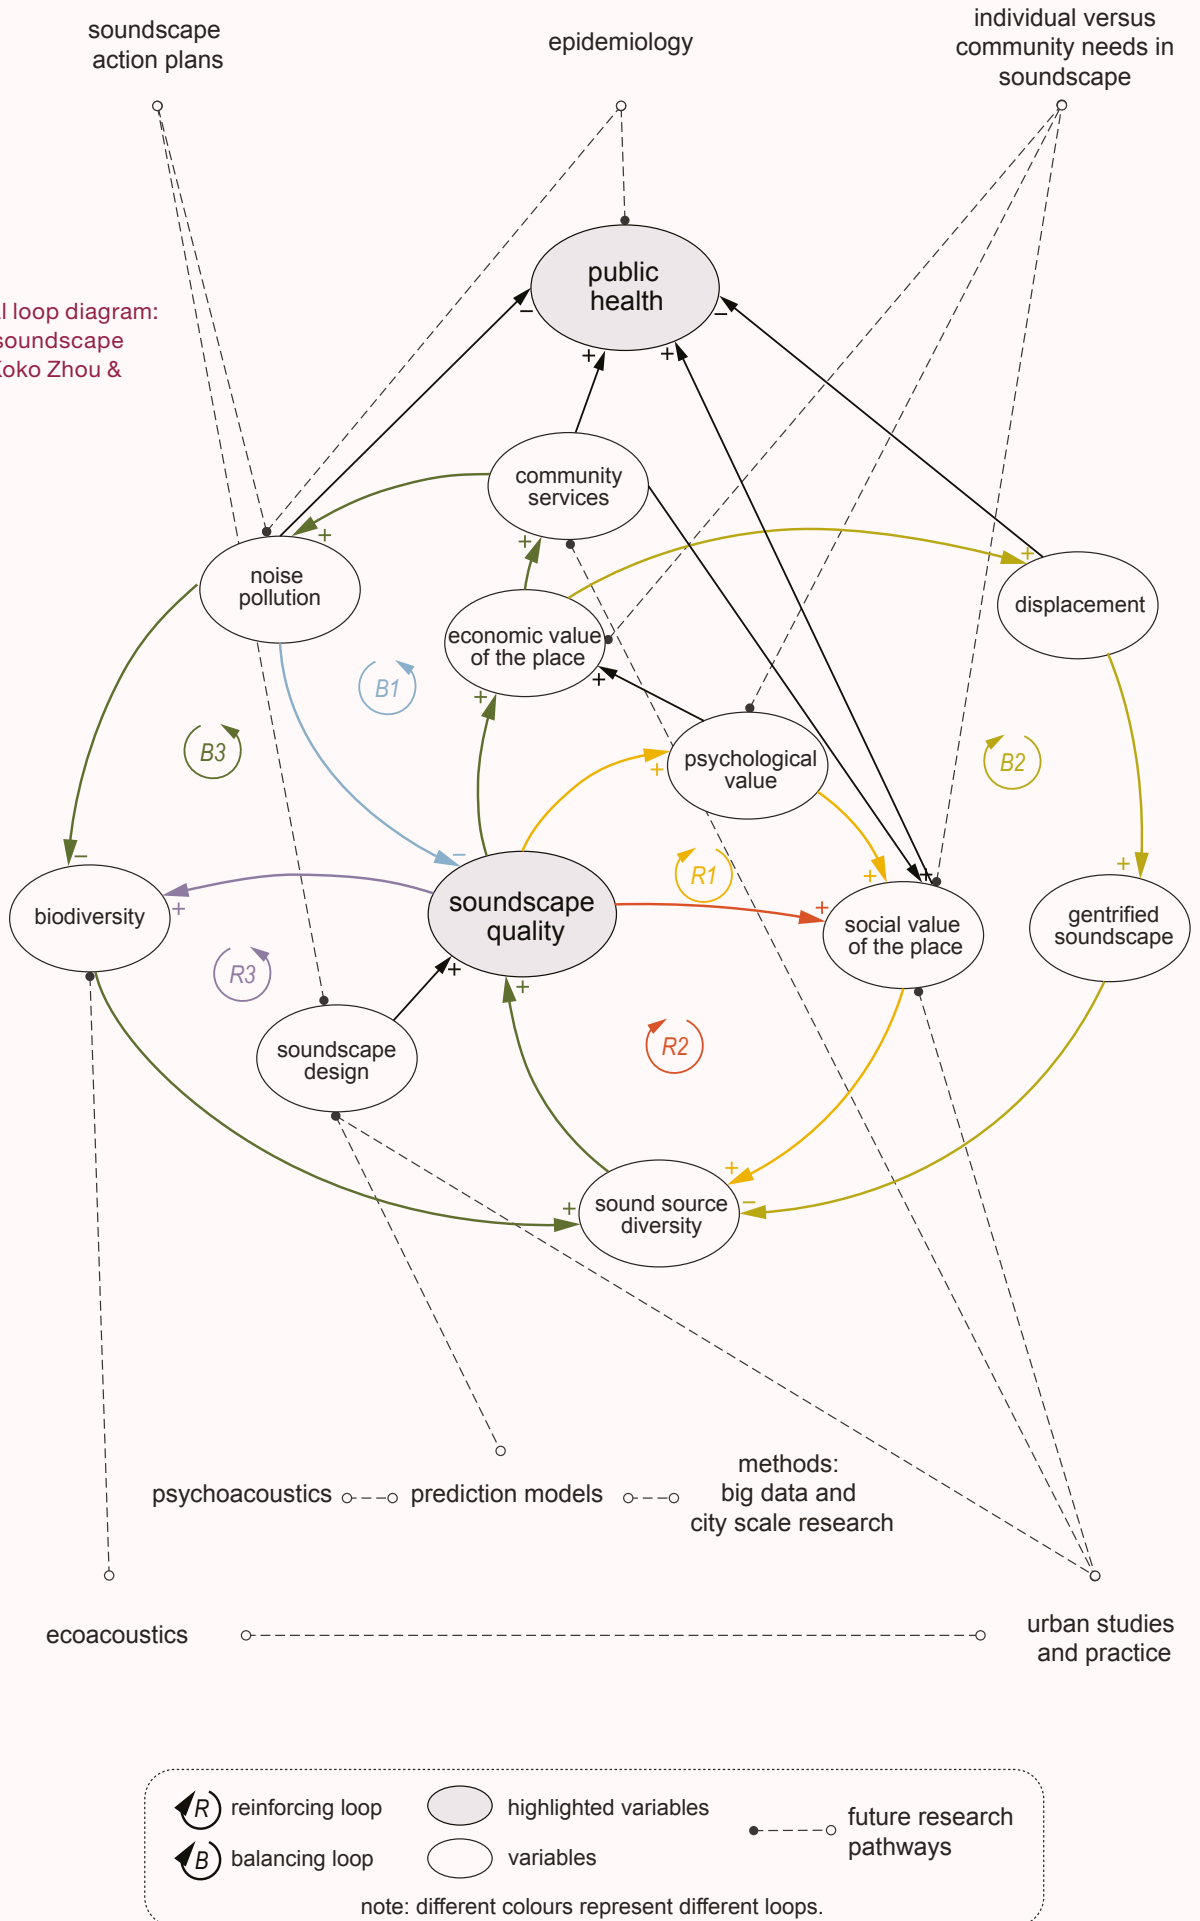 soundscape
action plans
epidemiology
individual versus
community needs in
soundscape
l loop diagram:
soundscape
Koko Zhou &
public
health
−
−
+
+
community
services
+
+
+
noise
pollution
displacement
economic value
of the place
B1
+
+
B3
B2
psychological
value
+
−
−
R1
+
+
+
+
soundscape
quality
biodiversity
+
social value
of the place
gentrified
soundscape
R3
+
+
R2
soundscape
design
+
+
−
sound source
diversity
psychoacoustics
prediction models
methods:
big data and
city scale research
ecoacoustics
urban studies
and practice
R reinforcing loop
highlighted variables
future research
pathways
B balancing loop
variables
note: different colours represent different loops.